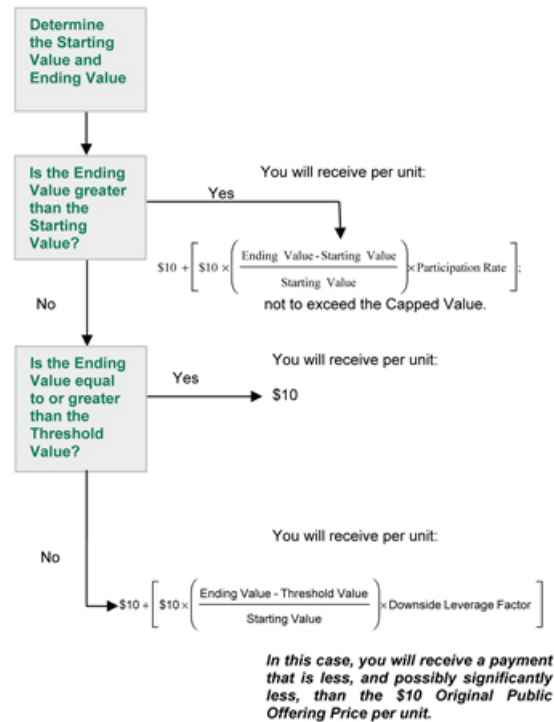 Determine
the Starting
Value and
Ending Value
Is the Ending
Value greater
than the
Starting
Value?
Yes
You will receive per unit:
$10 + [ $10 × ( Ending Value - Starting Value / Starting Value ) × Participation Rate ];
not to exceed the Capped Value.
No
Is the Ending
Value equal
to or greater
than the
Threshold
Value?
Yes
You will receive per unit:
$10
No
You will receive per unit:
$10 + [ $10 × ( Ending Value - Threshold Value / Starting Value ) × Downside Leverage Factor ]
In this case, you will receive a payment
that is less, and possibly significantly
less, than the $10 Original Public
Offering Price per unit.